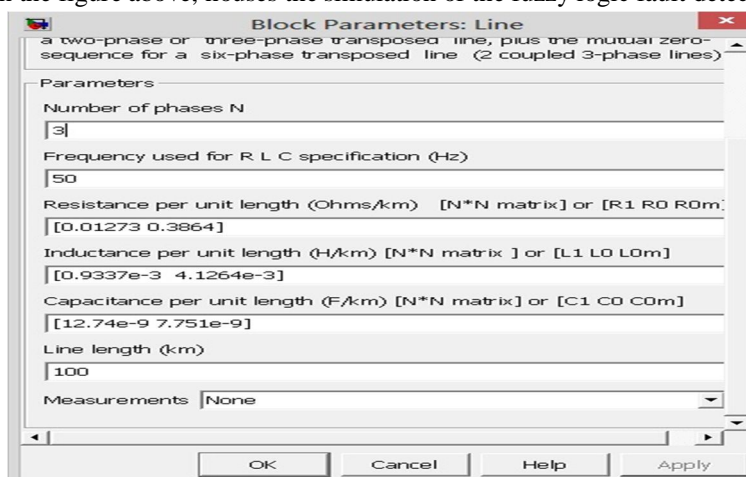 in the figure above, houses the simulation of the fuzzy logic fault
Block Parameters: Line
a two-phase or three-phase transposed line, plus the mutual zero-
sequence for a six-phase transposed line (2 coupled 3-phase lines)
Parameters
Number of phases N
3
Frequency used for R L C specification (Hz)
50
Resistance per unit length (Ohms/km) [N*N matrix] or [R1 R0 R0m]
[0.01273 0.3864]
Inductance per unit length (H/km) [N*N matrix ] or [L1 L0 L0m]
[0.9337e-3 4.1264e-3]
Capacitance per unit length (F/km) [N*N matrix] or [C1 C0 C0m]
[12.74e-9 7.751e-9]
Line length (km)
100
Measurements None
OK Cancel Help Apply